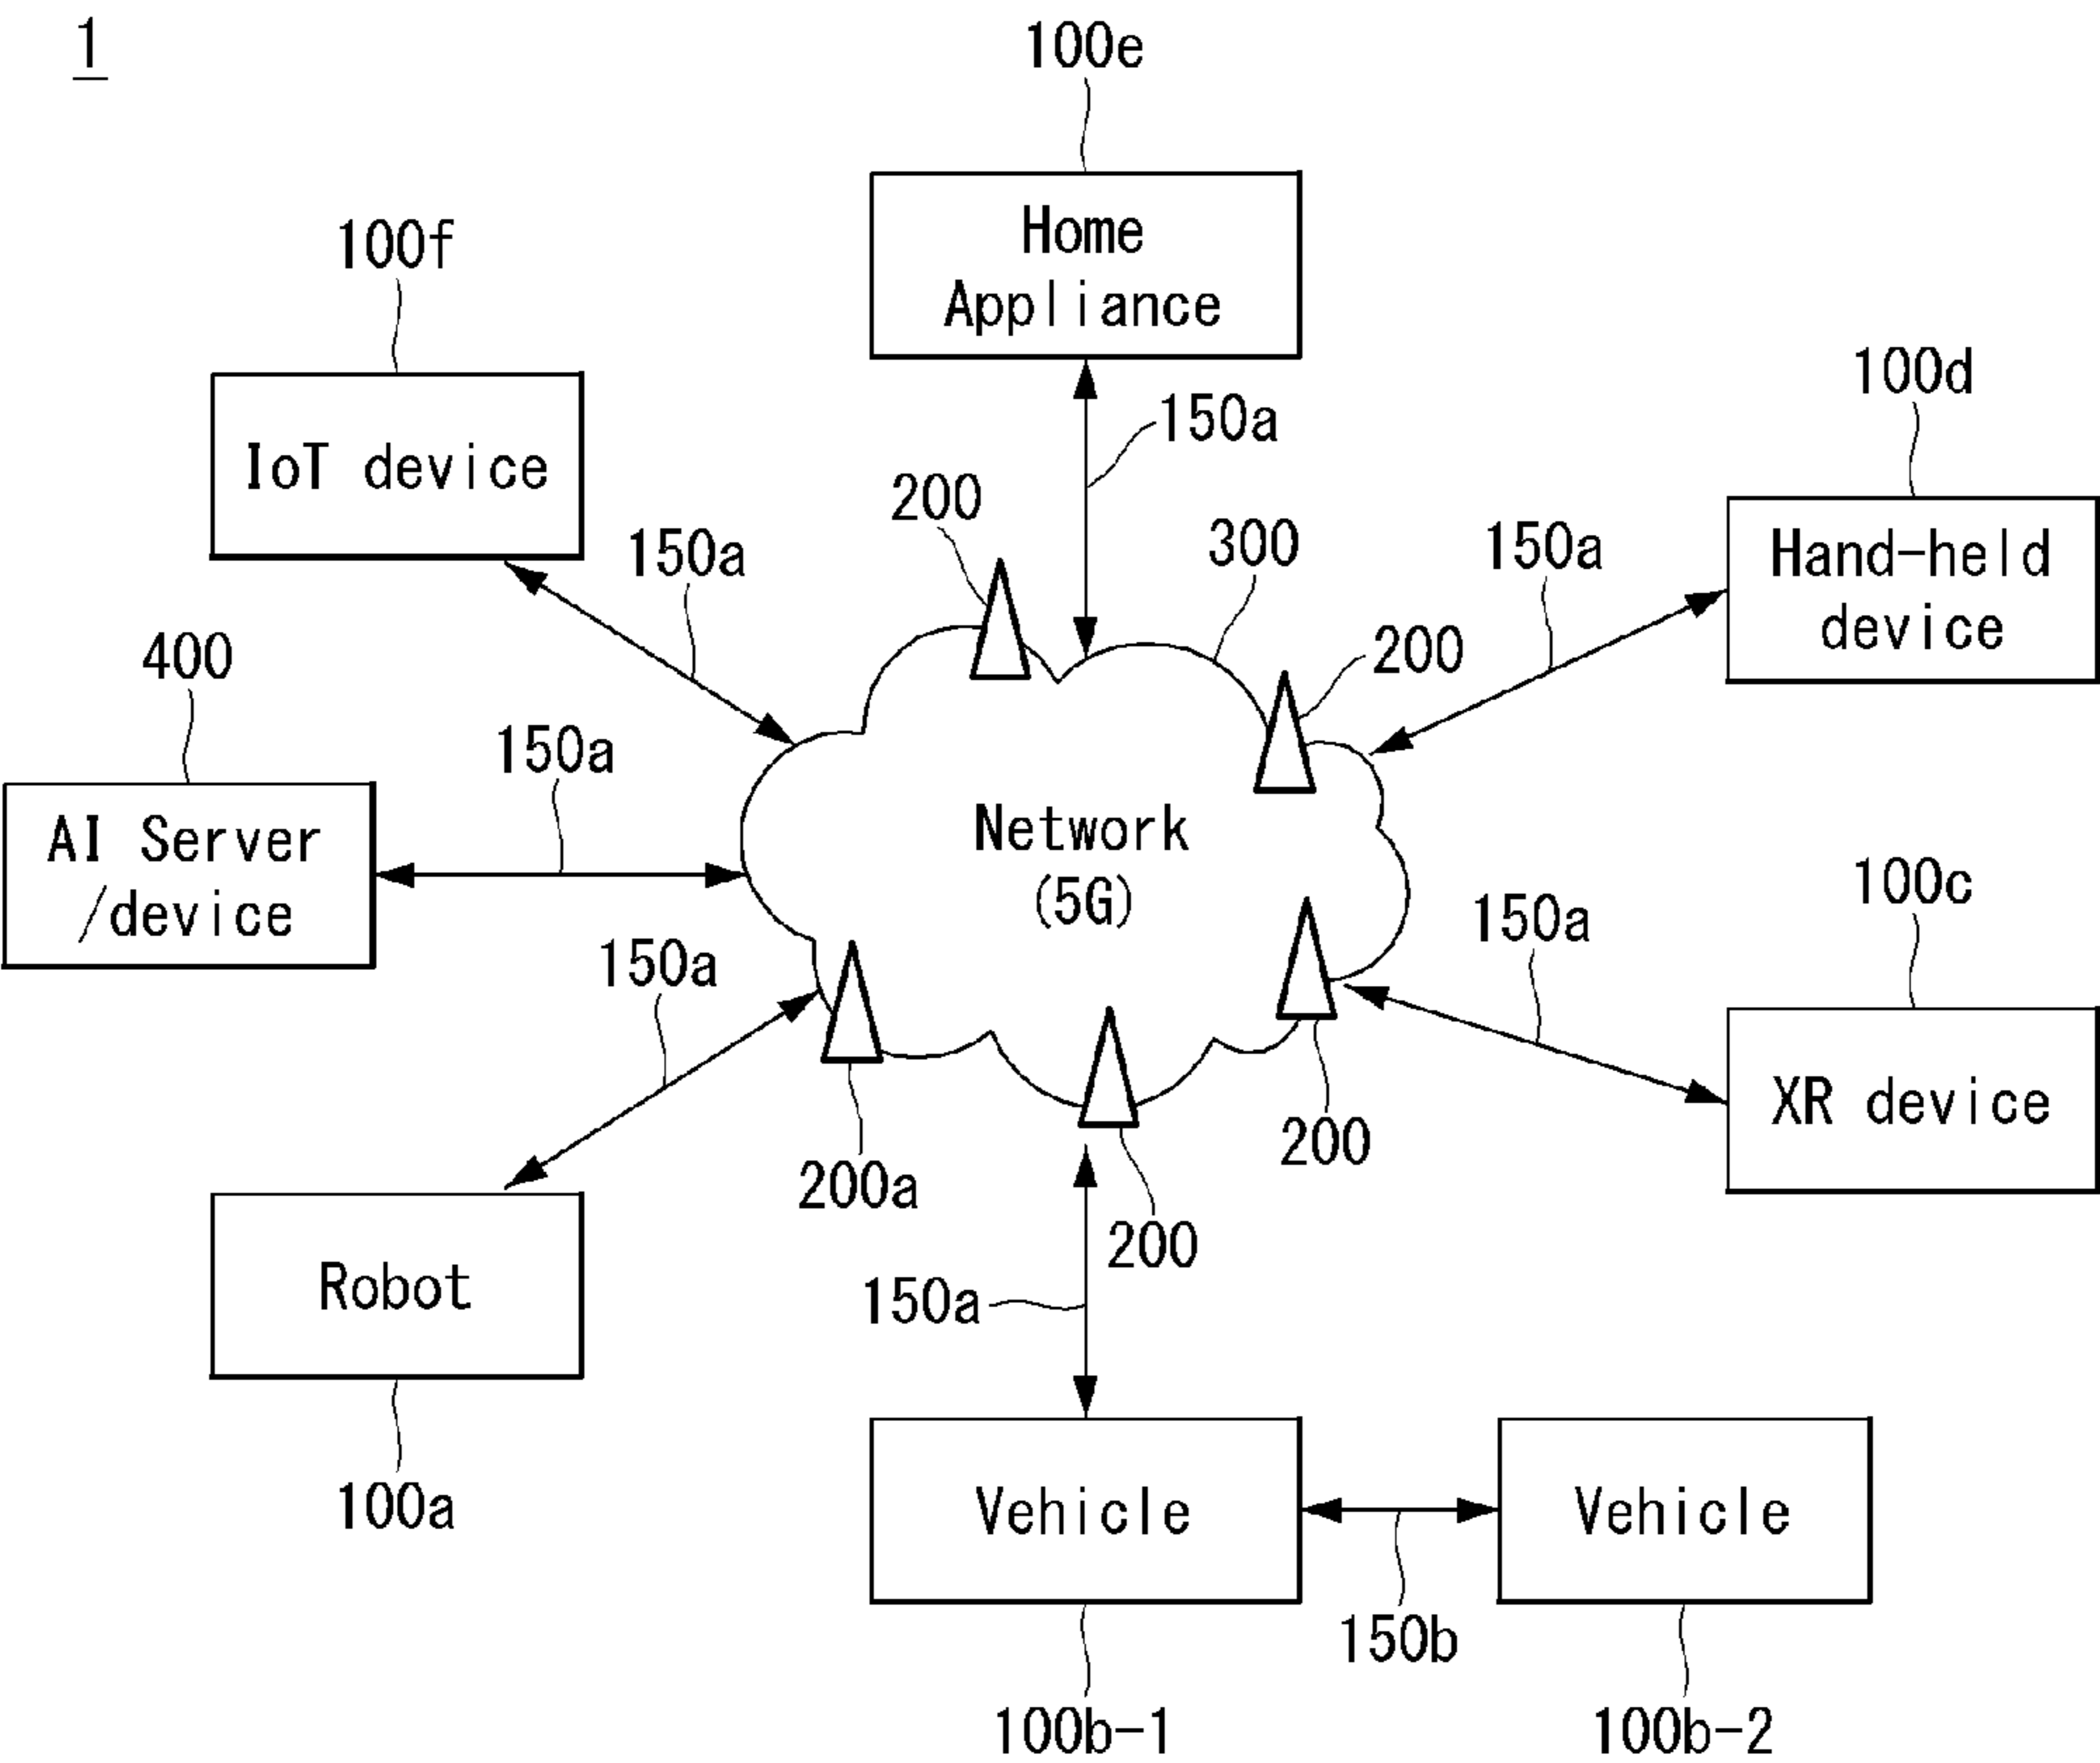 1
100e
Home
Appliance
100f
IoT device
150a
100d
Hand-held
device
200
150a
300
150a
200
400
AI Server
/device
150a
Network
(5G)
100c
XR device
150a
150a
200a
200
200
Robot
100a
150a
Vehicle
Vehicle
150b
100b-1
100b-2